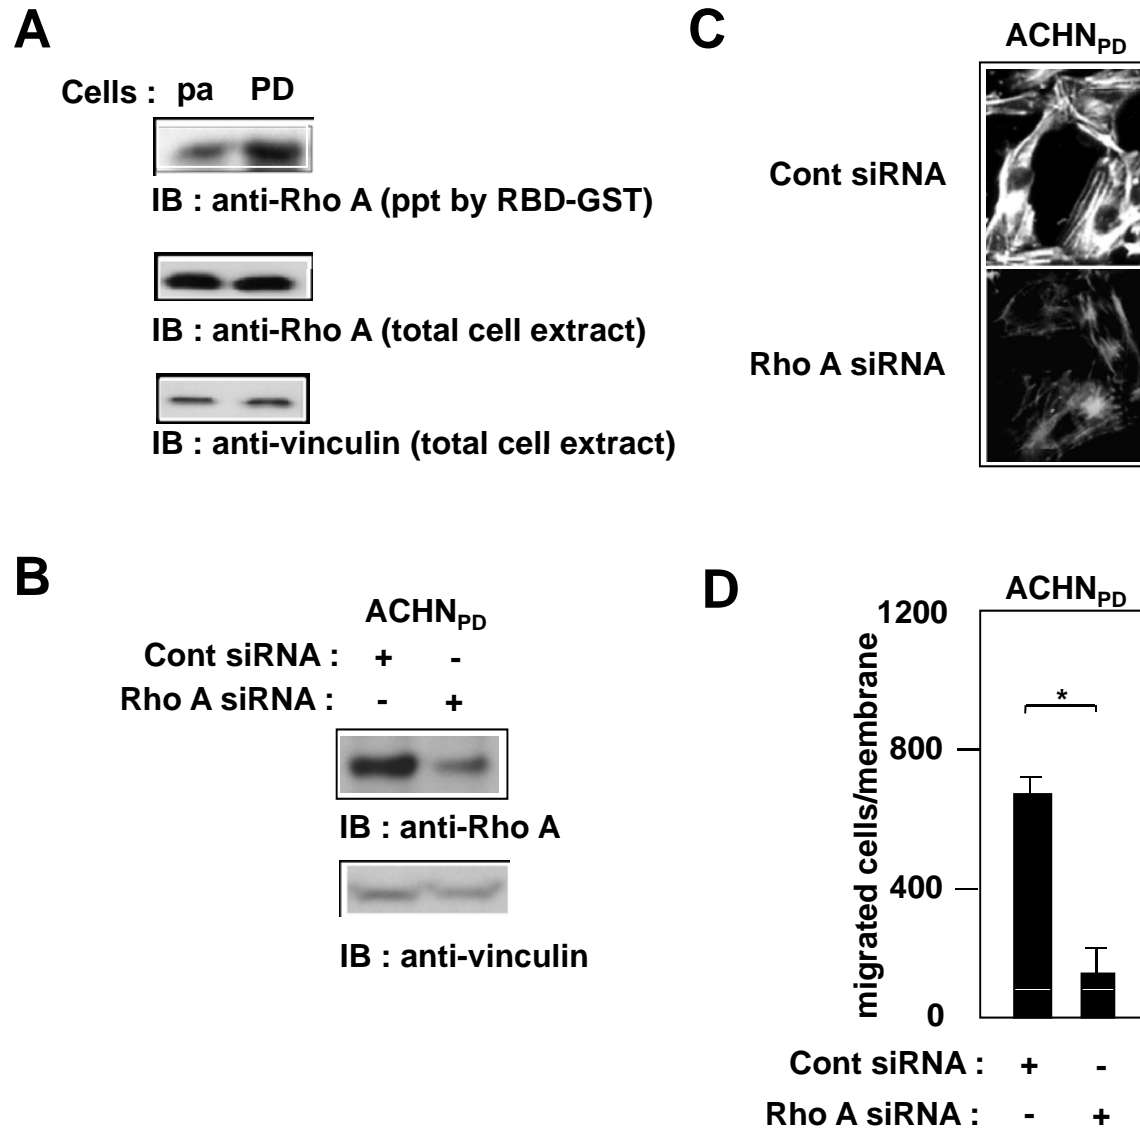 A
Cells : pa PD
IB : anti-Rho A (ppt by RBD-GST)
IB : anti-Rho A (total cell extract)
IB : anti-vinculin (total cell extract)
B
ACHNPD
Cont siRNA : + -
Rho A siRNA : - +
IB : anti-Rho A
IB : anti-vinculin
C
ACHNPD
Cont siRNA
Rho A siRNA
D
ACHNPD
migrated cells/membrane
1200
800
400
0
*
Cont siRNA : + -
Rho A siRNA : - +